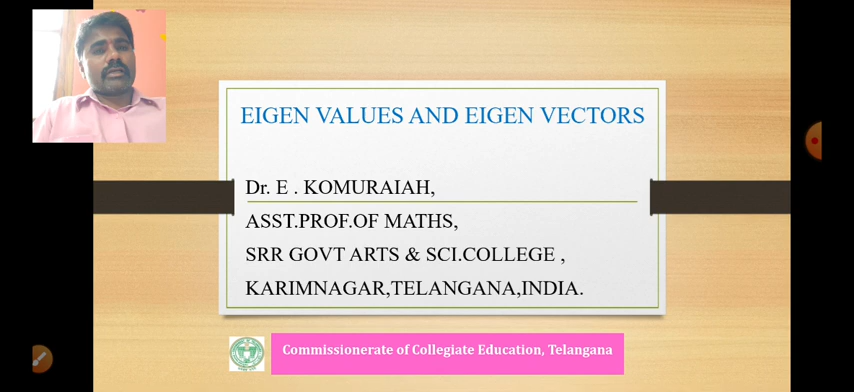 EIGEN VALUES AND EIGEN VECTORS
Dr. E . KOMURAIAH,
ASST.PROF.OF MATHS,
SRR GOVT ARTS & SCI.COLLEGE ,
KARIMNAGAR,TELANGANA,INDIA.
Commissionerate of Collegiate Education, Telangana